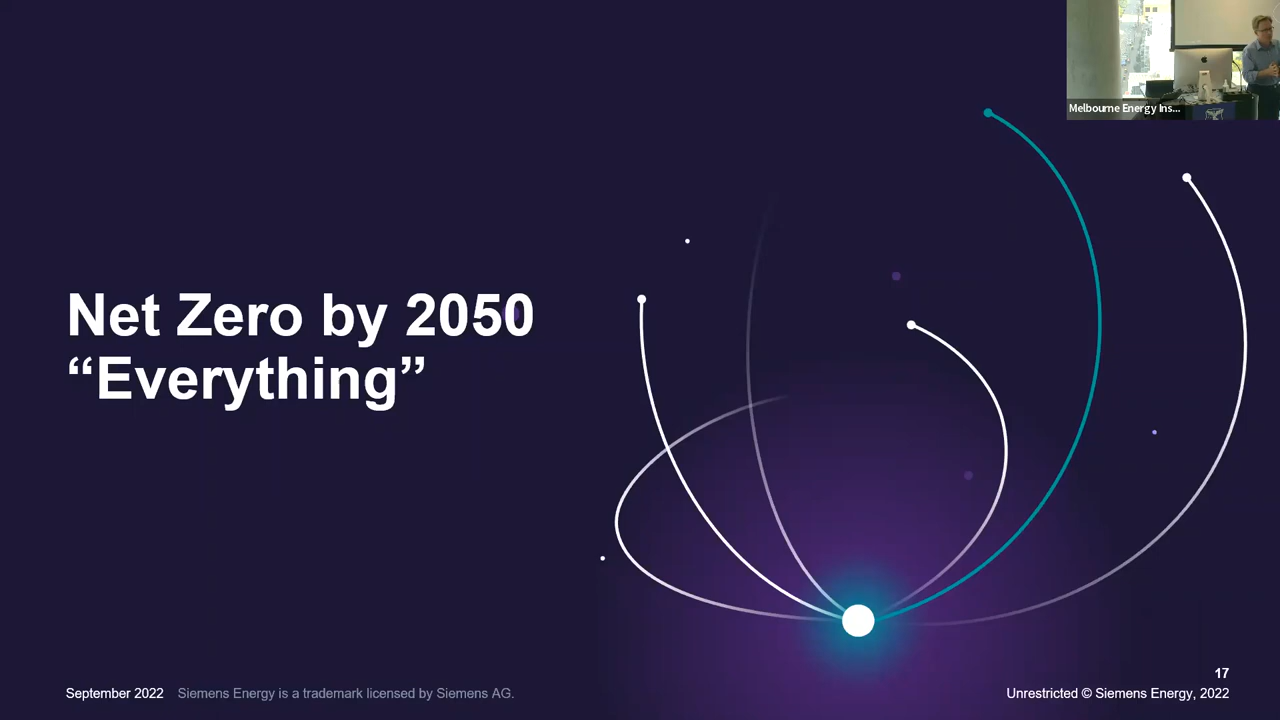 Melbourne Energy Ins...
Net Zero by 2050
“Everything”
17
September 2022 Siemens Energy is a trademark licensed by Siemens AG.
Unrestricted © Siemens Energy, 2022